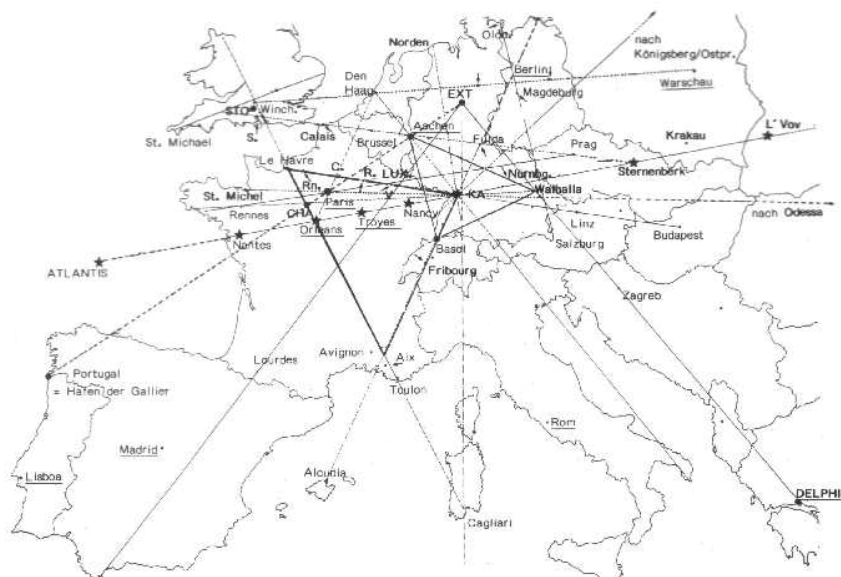 Norden
Olon.
nach
Königsberg/Ostpr.
Den
Haag
EXT
Berlin
Magdeburg
Warschau
STO
Winch.
St. Michael
S.
Calais
Brüssel
Aachen
Fulda
Prag
Krakau
L'Vov
Sternenberk
Le Havre
C.
R.
LUX.
Nürnbg.
Walhalla
St. Michel
Rn.
Paris
V
KA
Rennes
CHA
Orleans
Troyes
Nancy
Nantes
Linz
Salzburg
Budapest
nach Odessa
Basel
Fribourg
ATLANTIS
Zagreb
Portugal
= Hafen der Gallier
Lourdes
Avignon
Aix
Toulon
Madrid
Lisboa
Rom
Alcudia
Cagliari
DELPHI